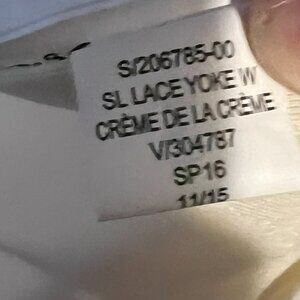 S/206785-00
SL LACE YOKE W
CRÈME DE LA CRÈME
V/304787
SP16
11/15